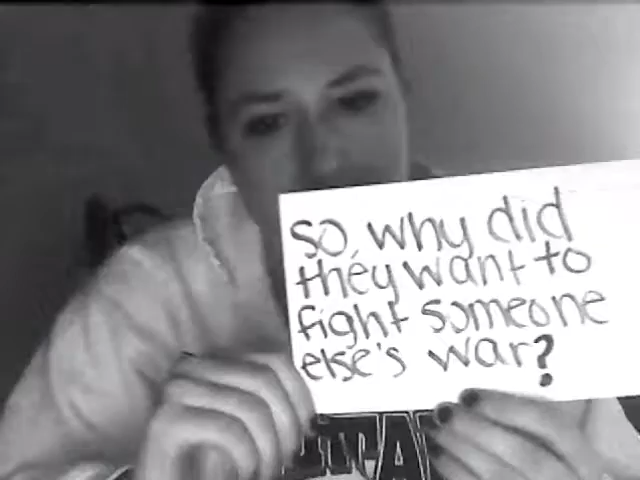 So, why did
they want to
fight someone
else's war?